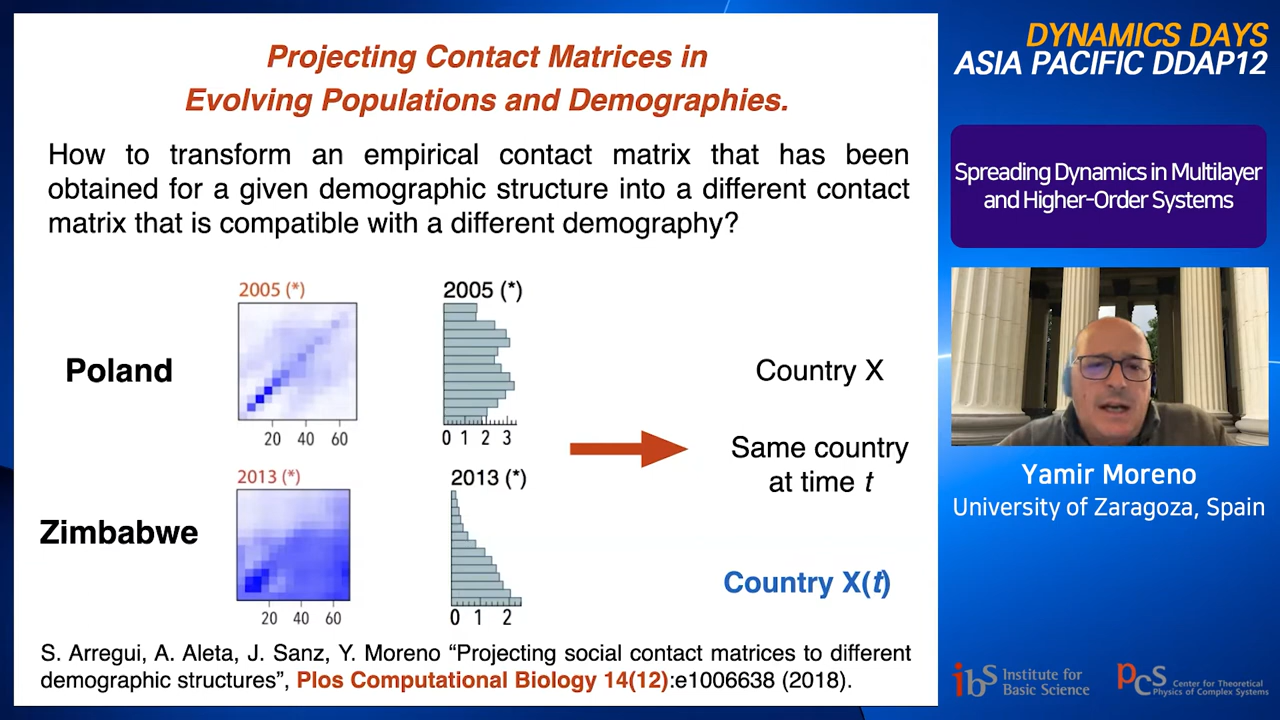 Projecting Contact Matrices in
Evolving Populations and Demographies.
How to transform an empirical contact matrix that has been
obtained for a given demographic structure into a different contact
matrix that is compatible with a different demography?
2005 (*)
2005 (*)
Poland
20 40 60
0 1 2 3
Country X
Same country
at time t
2013 (*)
2013 (*)
Zimbabwe
20 40 60
0 1 2
Country X(t)
S. Arregui, A. Aleta, J. Sanz, Y. Moreno “Projecting social contact matrices to different
demographic structures”, Plos Computational Biology 14(12):e1006638 (2018).
DYNAMICS DAYS
ASIA PACIFIC DDAP12
Spreading Dynamics in Multilayer
and Higher-Order Systems
Yamir Moreno
University of Zaragoza, Spain
ibS Institute for
Basic Science
PCS Center for Theoretical
Physics of Complex Systems